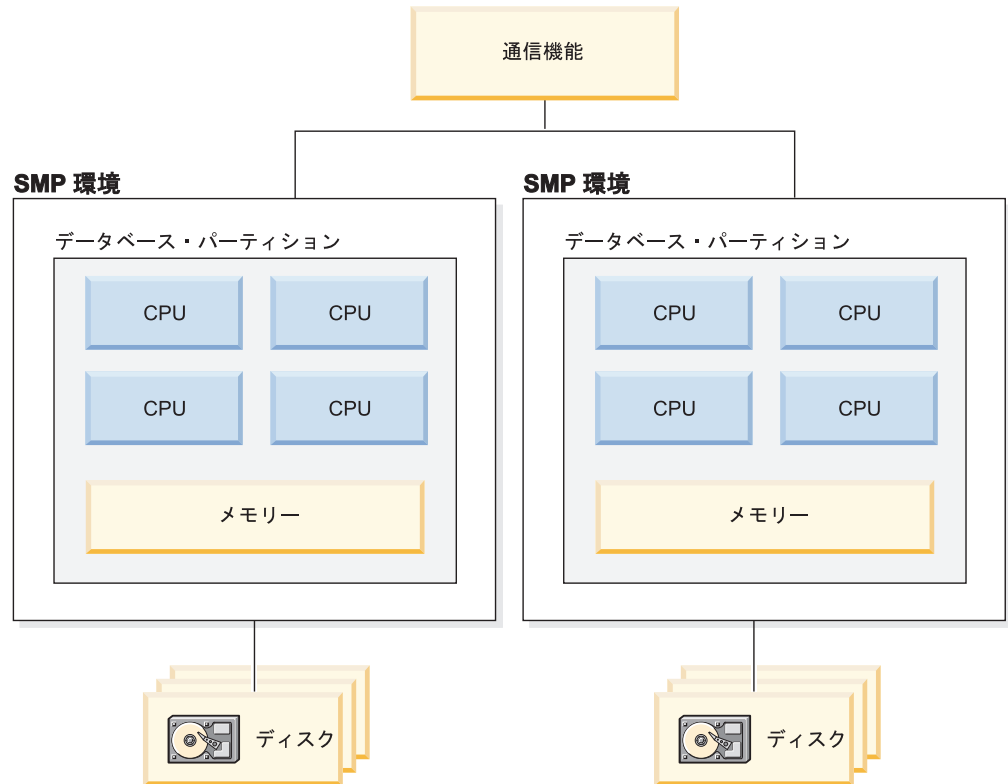 通信機能
SMP 環境
データベース・パーティション
CPU CPU
CPU CPU
メモリー
ディスク
SMP 環境
データベース・パーティション
CPU CPU
CPU CPU
メモリー
ディスク